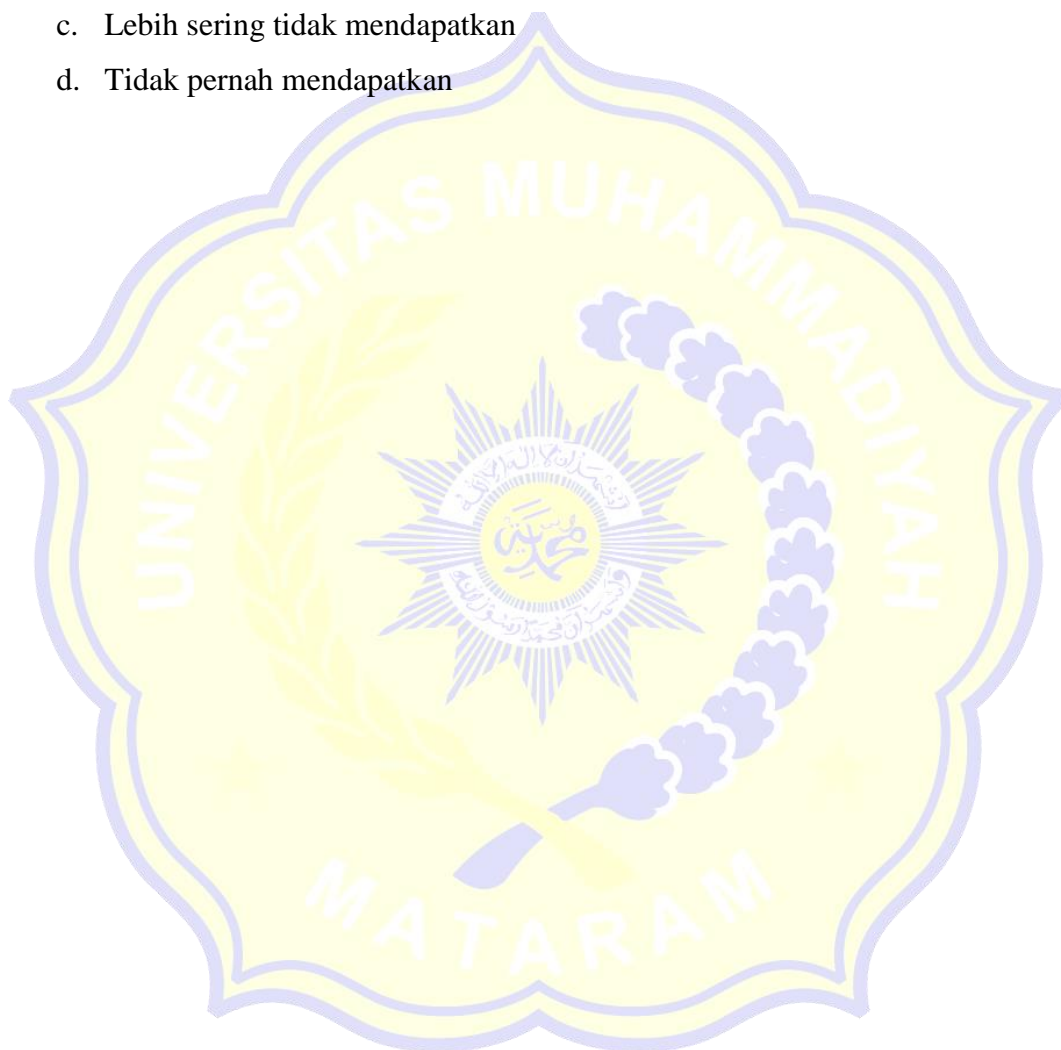 c. Lebih sering tidak mendapatkan
d. Tidak pernah mendapatkan
UNIVERSITAS MUHAMMADIYAH
MATARAM